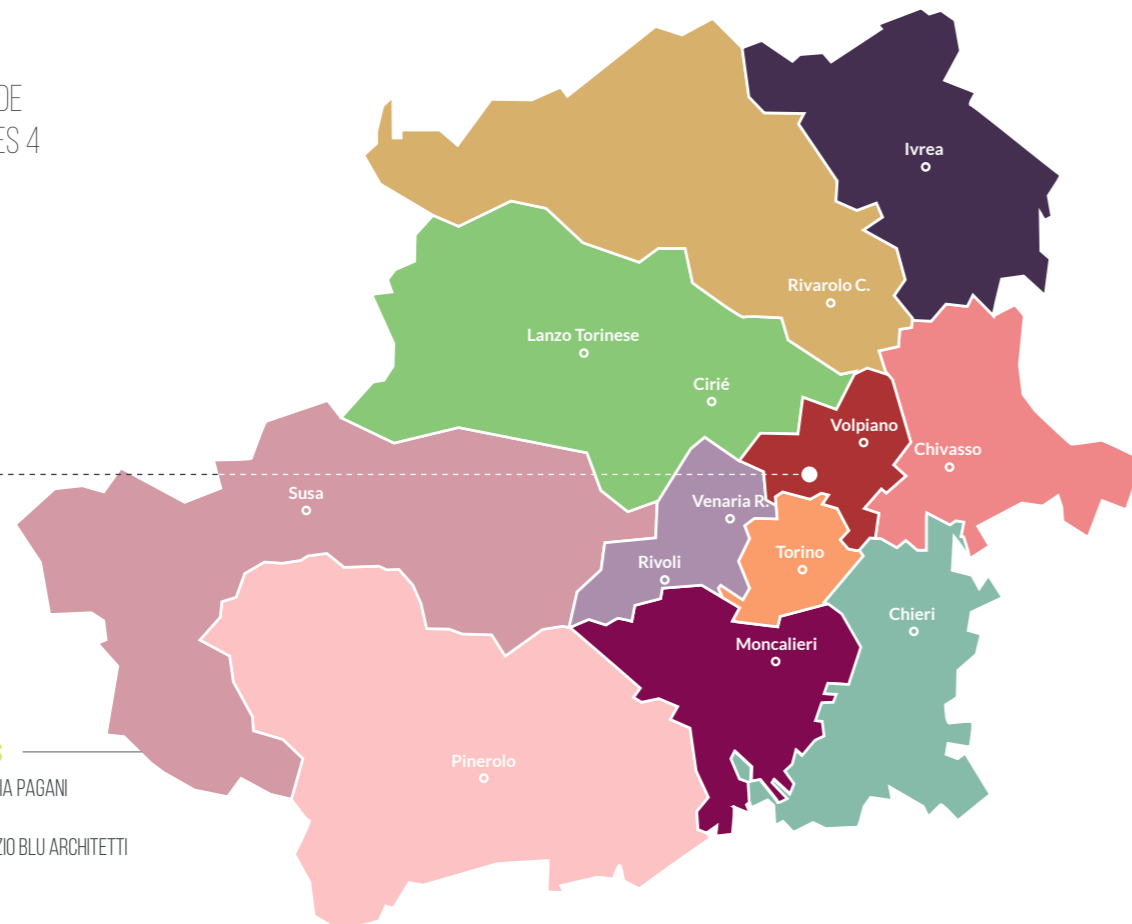 DE
ES 4
Ivrea
Rivarolo C.
Lanzo Torinese
Cirié
Volpiano
Chivasso
Susa
Venaria R.
Torino
Rivoli
Chieri
Moncalieri
Pinerolo
S
IA PAGANI
ZIO BLU ARCHITETTI